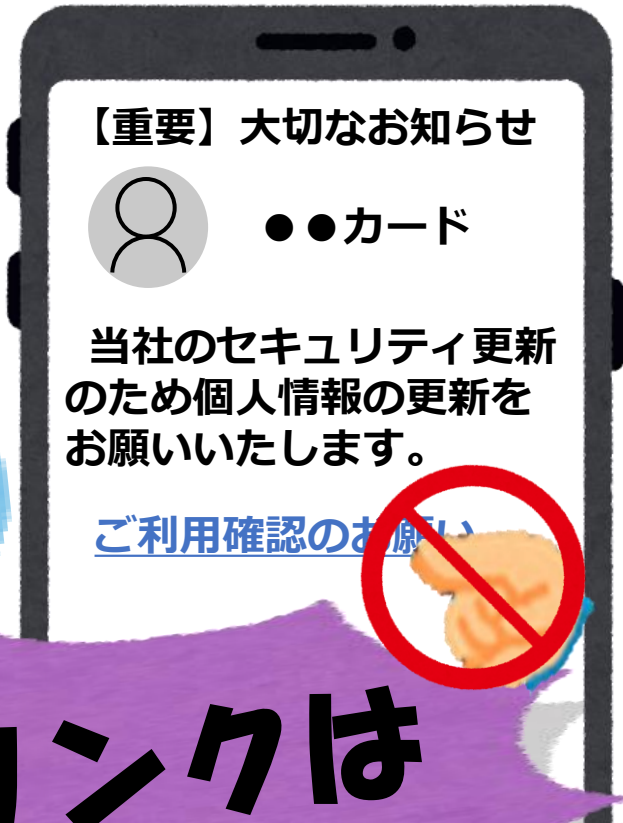 【重要】大切なお知らせ
●●カード
当社のセキュリティ更新
のため個人情報の更新を
お願いいたします。
ご利用確認のお願い
リンクは